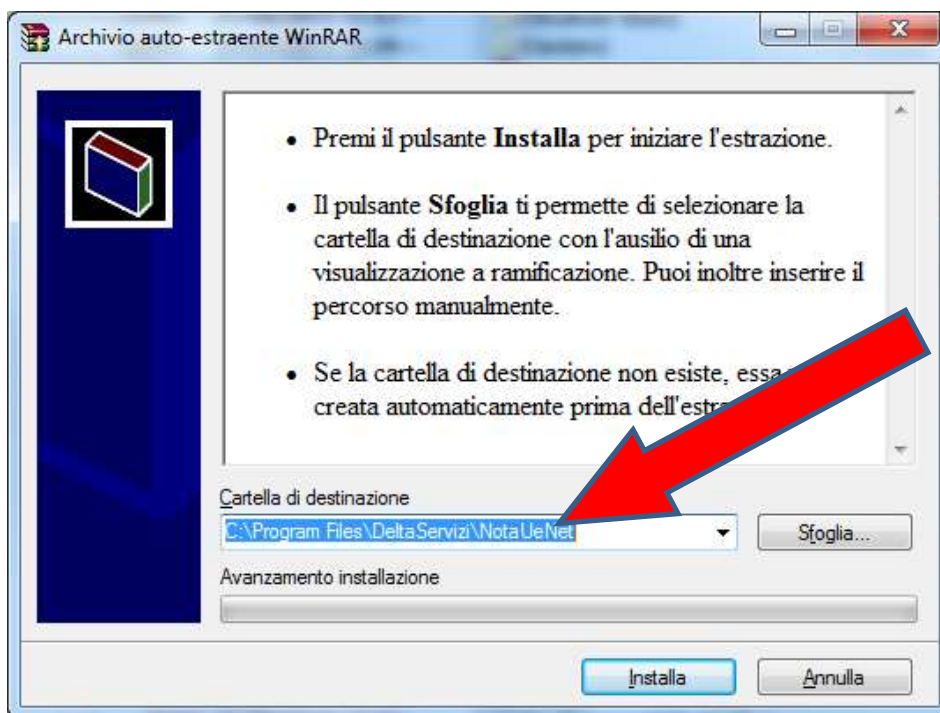 Archivio auto-estraente WinRAR
• Premi il pulsante Installa per iniziare l'estrazione.
• Il pulsante Sfoglia ti permette di selezionare la
cartella di destinazione con l'ausilio di una
visualizzazione a ramificazione. Puoi inoltre inserire il
percorso manualmente.
• Se la cartella di destinazione non esiste, essa
creata automaticamente prima
Cartella di destinazione
C:\Program Files\DeltaServizi\NotaUeNet
Sfoglia...
Avanzamento installazione
Installa
Annulla